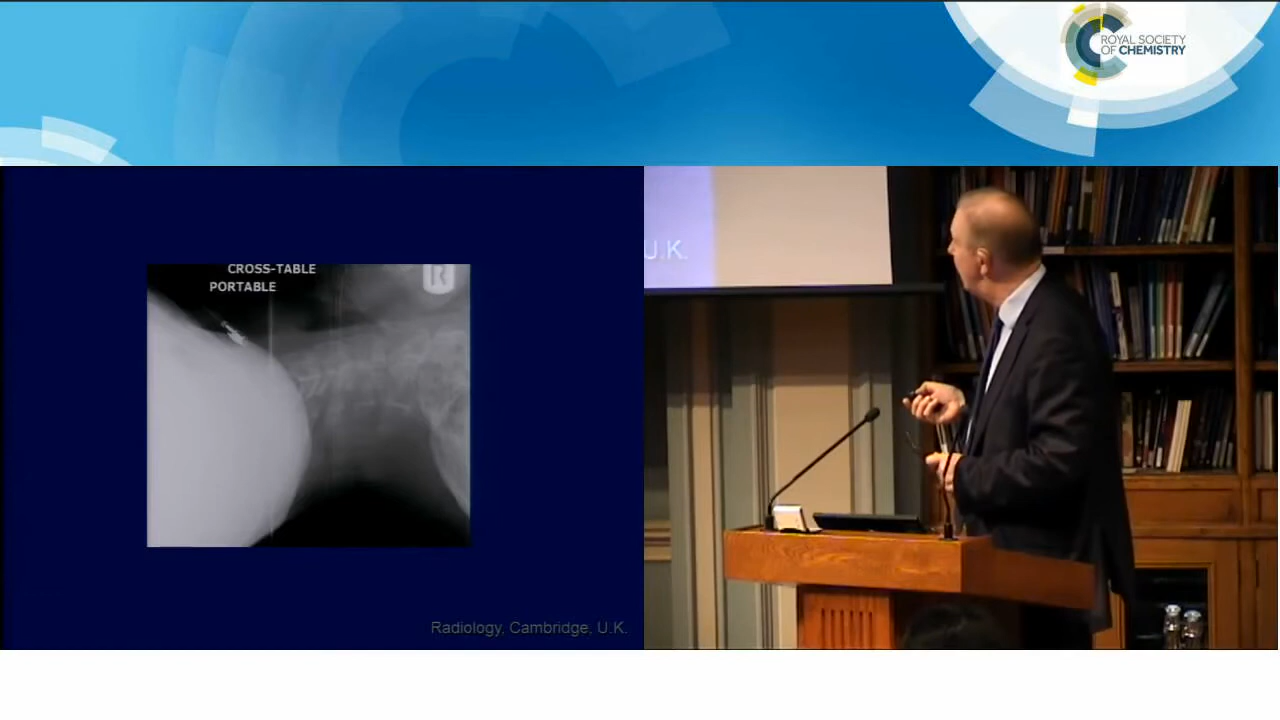 ROYAL SOCIETY
OF CHEMISTRY
CROSS-TABLE
PORTABLE
R
Radiology, Cambridge, U.K.
U.K.